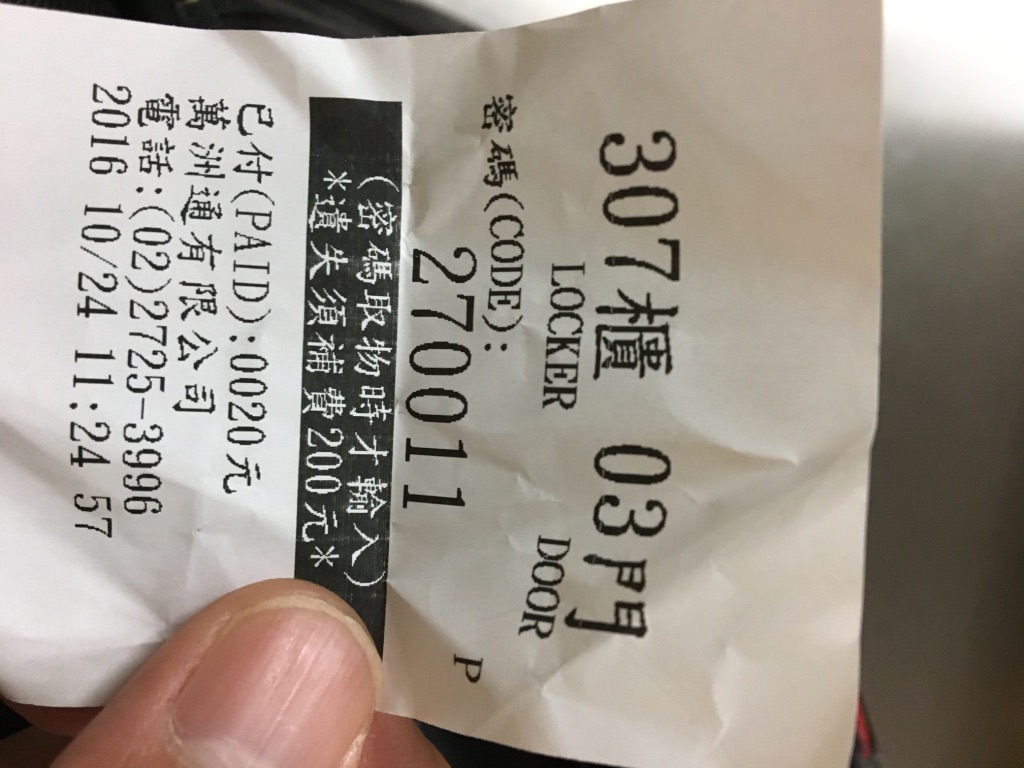 307櫃 03門
LOCKER DOOR
密碼(CODE):
270011 P
(密碼取物時才輸入)
*遺失須補費200元*
已付(PAID):0020元
萬洲通有限公司
電話:(02)2725-3996
2016 10/24 11:24 57